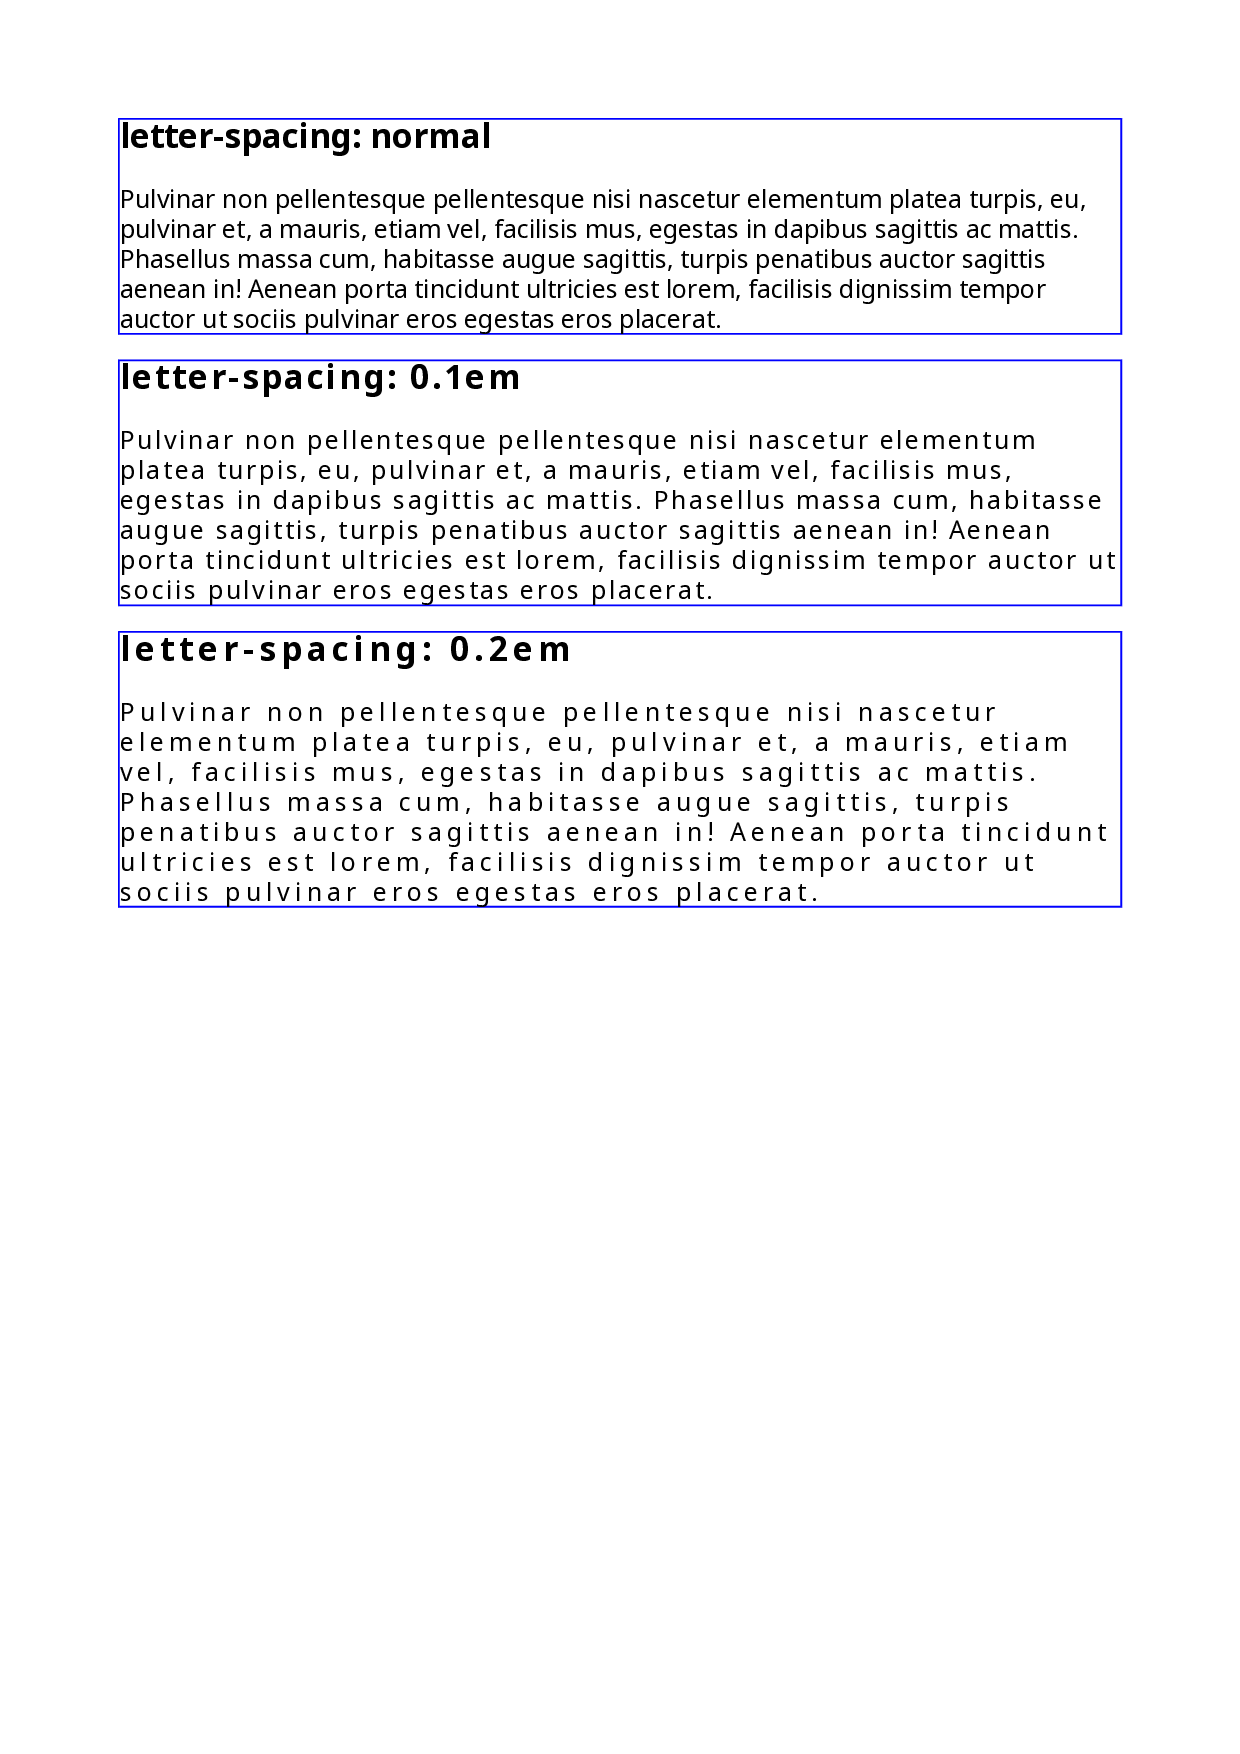 letter-spacing: normal
Pulvinar non pellentesque pellentesque nisi nascetur elementum platea turpis, eu,
pulvinar et, a mauris, etiam vel, facilisis mus, egestas in dapibus sagittis ac mattis.
Phasellus massa cum, habitasse augue sagittis, turpis penatibus auctor sagittis
aenean in! Aenean porta tincidunt ultricies est lorem, facilisis dignissim tempor
auctor ut sociis pulvinar eros egestas eros placerat.
letter-spacing: 0.1em
Pulvinar non pellentesque pellentesque nisi nascetur elementum
platea turpis, eu, pulvinar et, a mauris, etiam vel, facilisis mus,
egestas in dapibus sagittis ac mattis. Phasellus massa cum, habitasse
augue sagittis, turpis penatibus auctor sagittis aenean in! Aenean
porta tincidunt ultricies est lorem, facilisis dignissim tempor auctor ut
sociis pulvinar eros egestas eros placerat.
letter-spacing: 0.2em
Pulvinar non pellentesque pellentesque nisi nascetur
elementum platea turpis, eu, pulvinar et, a mauris, etiam
vel, facilisis mus, egestas in dapibus sagittis ac mattis.
Phasellus massa cum, habitasse augue sagittis, turpis
penatibus auctor sagittis aenean in! Aenean porta tincidunt
ultricies est lorem, facilisis dignissim tempor auctor ut
sociis pulvinar eros egestas eros placerat.